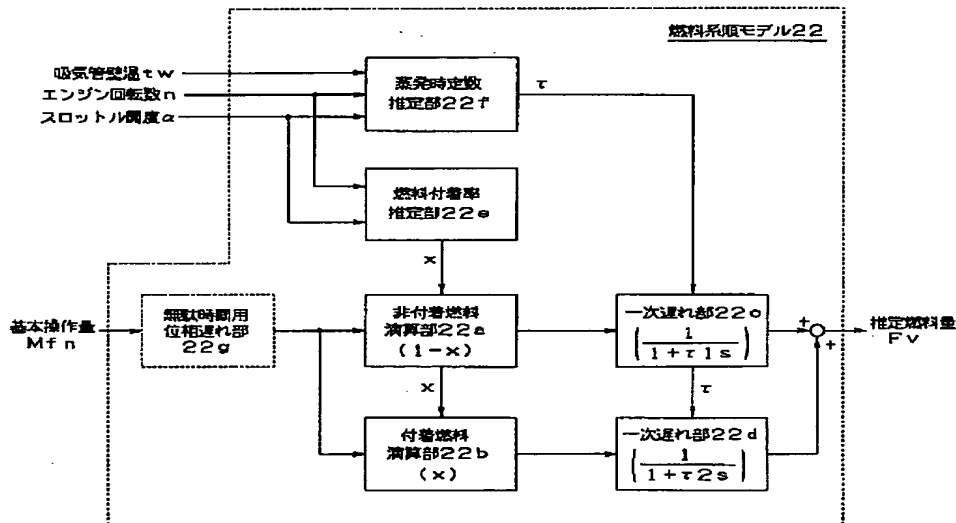 燃料系順モデル22
吸気管壁温tw
エンジン回転数n
スロットル開度α
蒸発時定数
推定部22f
τ
燃料付着率
推定部22e
x
基本操作量
Mfn
無駄時間用
位相遅れ部
22g
非付着燃料
演算部22a
(1-x)
一次遅れ部22c
(1/(1+τ1s))
+
+
推定燃料量
Fv
x
τ
付着燃料
演算部22b
(x)
一次遅れ部22d
(1/(1+τ2s))